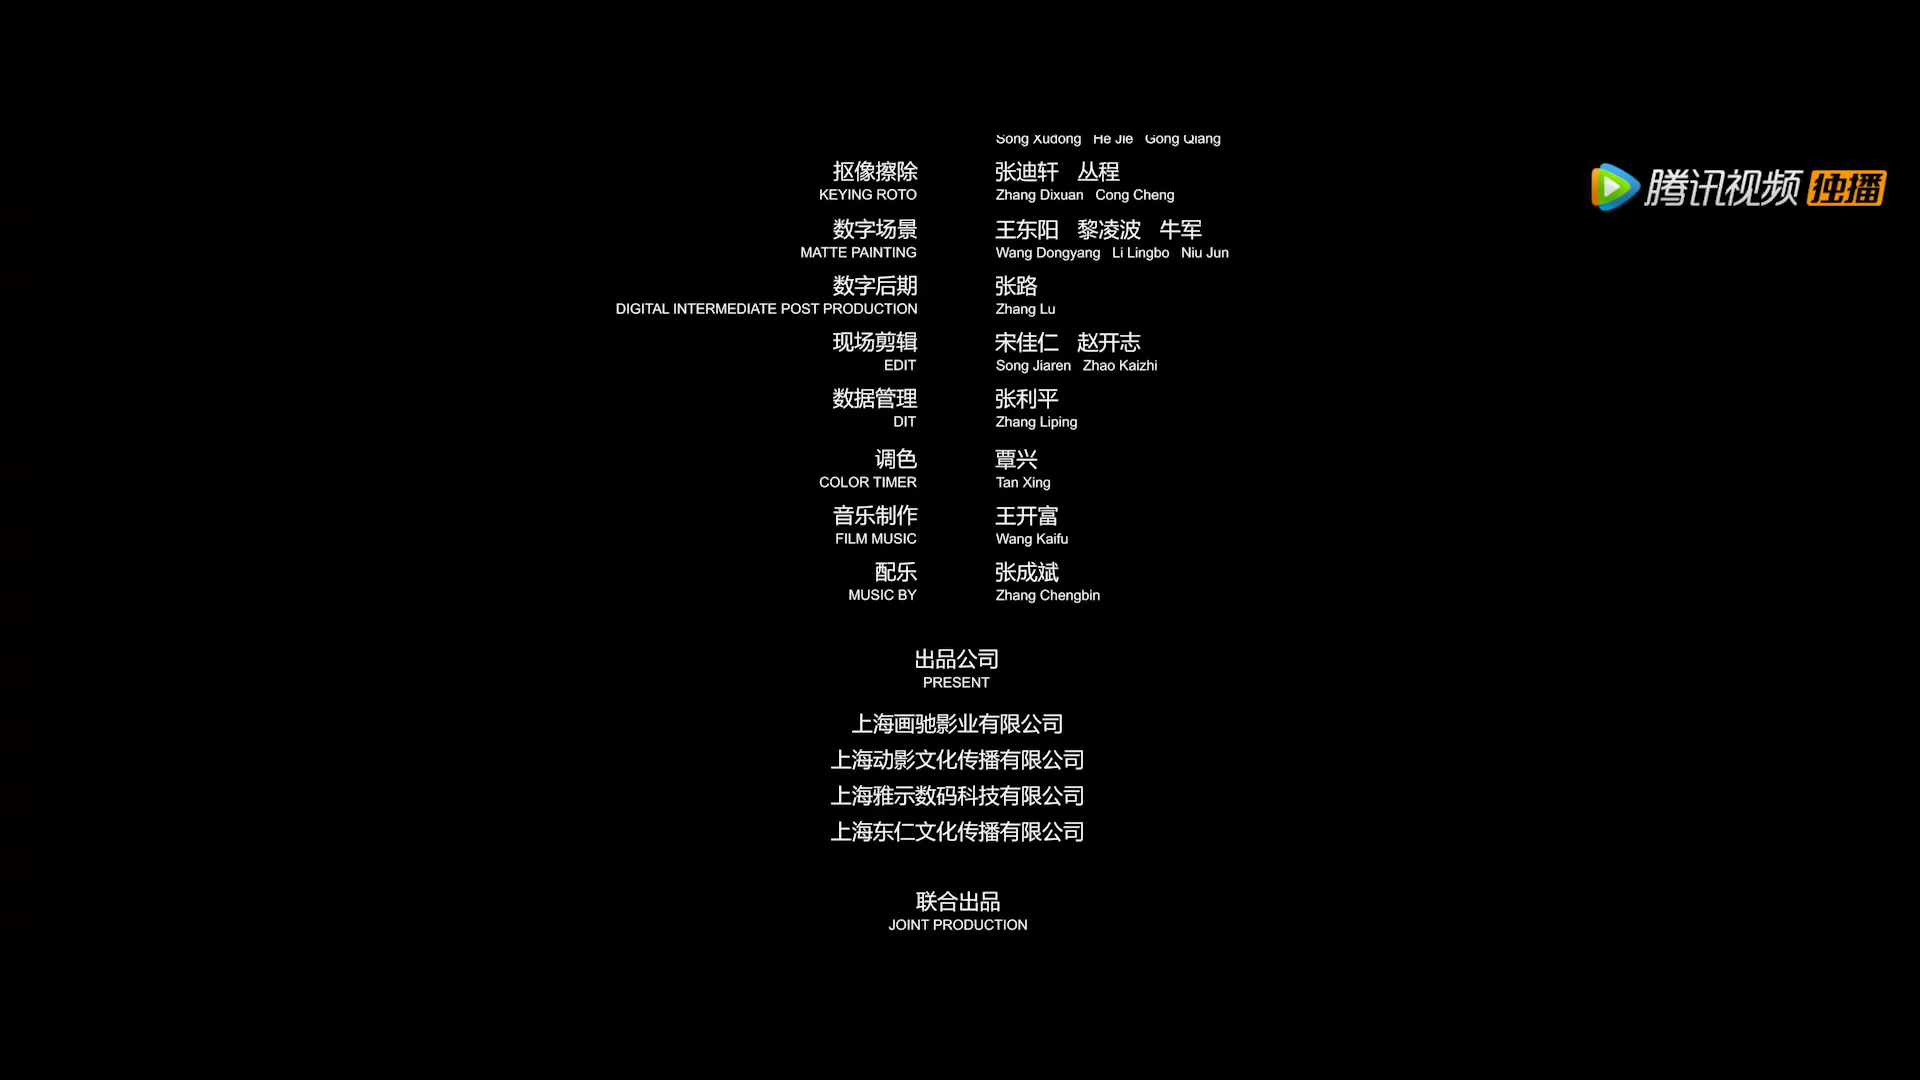 Song Xudong He Jie Gong Qiang
抠像擦除 张迪轩 丛程
KEYING ROTO Zhang Dixuan Cong Cheng
数字场景 王东阳 黎凌波 牛军
MATTE PAINTING Wang Dongyang Li Lingbo Niu Jun
数字后期 张路
DIGITAL INTERMEDIATE POST PRODUCTION Zhang Lu
现场剪辑 宋佳仁 赵开志
EDIT Song Jiaren Zhao Kaizhi
数据管理 张利平
DIT Zhang Liping
调色 覃兴
COLOR TIMER Tan Xing
音乐制作 王开富
FILM MUSIC Wang Kaifu
配乐 张成斌
MUSIC BY Zhang Chengbin
出品公司
PRESENT
上海画驰影业有限公司
上海动影文化传播有限公司
上海雅示数码科技有限公司
上海东仁文化传播有限公司
联合出品
JOINT PRODUCTION
腾讯视频 独播